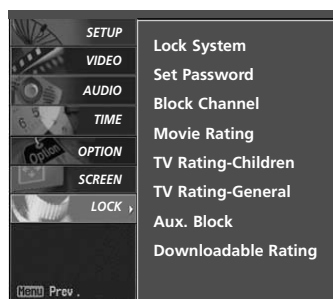 SETUP
VIDEO
AUDIO
TIME
OPTION
SCREEN
LOCK
Menu Prev.
Lock System
Set Password
Block Channel
Movie Rating
TV Rating-Children
TV Rating-General
Aux. Block
Downloadable Rating